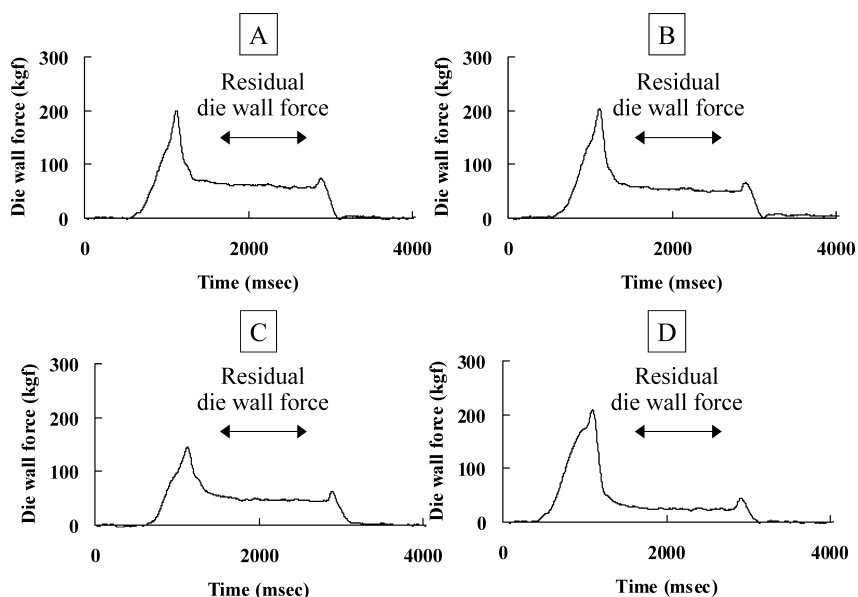 A
300
200
100
0
Die wall force (kgf)
Residual
die wall force
0 2000 4000
Time (msec)
B
300
200
100
0
Die wall force (kgf)
Residual
die wall force
0 2000 4000
Time (msec)
C
300
200
100
0
Die wall force (kgf)
Residual
die wall force
0 2000 4000
Time (msec)
D
300
200
100
0
Die wall force (kgf)
Residual
die wall force
0 2000 4000
Time (msec)